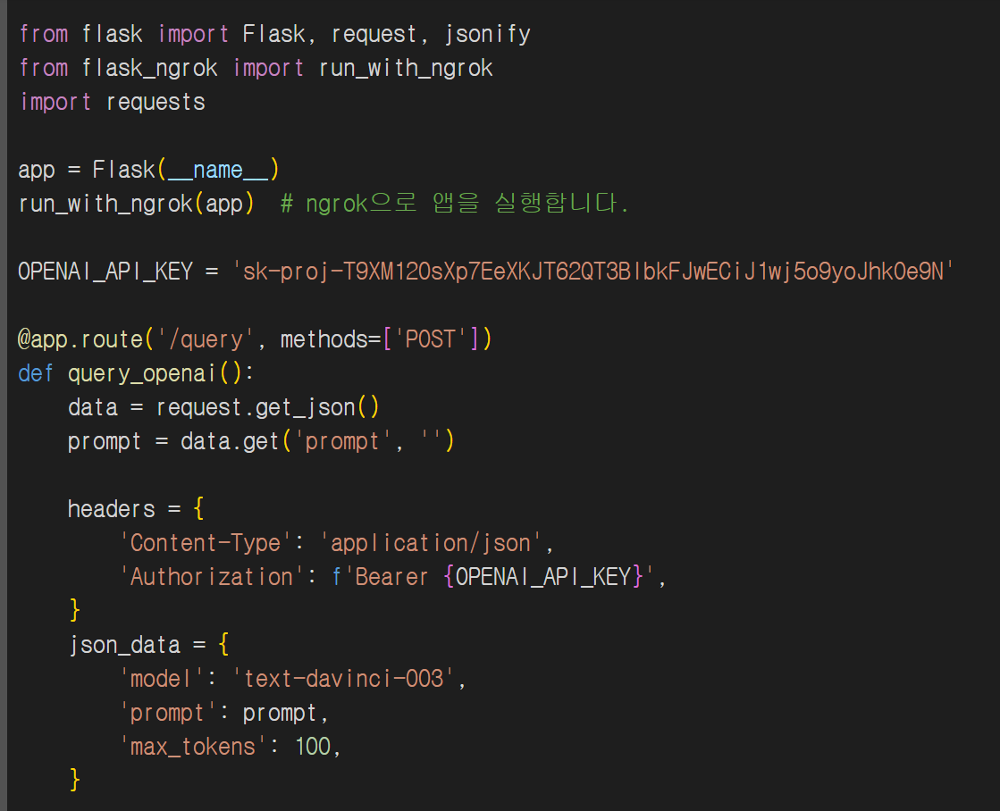 from flask import Flask, request, jsonify
from flask_ngrok import run_with_ngrok
import requests
app = Flask(__name__)
run_with_ngrok(app)  # ngrok으로 앱을 실행합니다.
OPENAI_API_KEY =
@app.route('/query', methods=['POST'])
def query_openai():
    data = request.get_json()
    prompt = data.get('prompt', '')
    headers = {
        'Content-Type': 'application/json',
        'Authorization': f'Bearer {OPENAI_API_KEY}',
    }
    json_data = {
        'model': 'text-davinci-003',
        'prompt': prompt,
        'max_tokens': 100,
    }